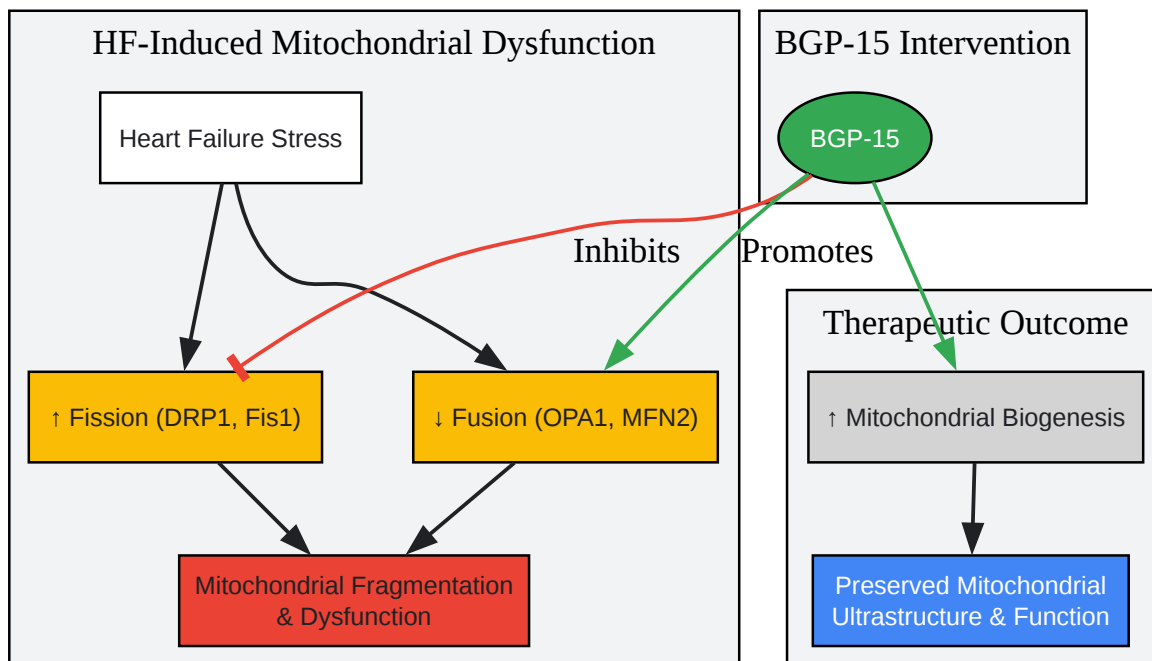 HF-Induced Mitochondrial Dysfunction
BGP-15 Intervention
Heart Failure Stress
BGP-15
Inhibits
Promotes
Therapeutic Outcome
↑ Fission (DRP1, Fis1)
↓ Fusion (OPA1, MFN2)
↑ Mitochondrial Biogenesis
Mitochondrial Fragmentation
& Dysfunction
Preserved Mitochondrial
Ultrastructure & Function